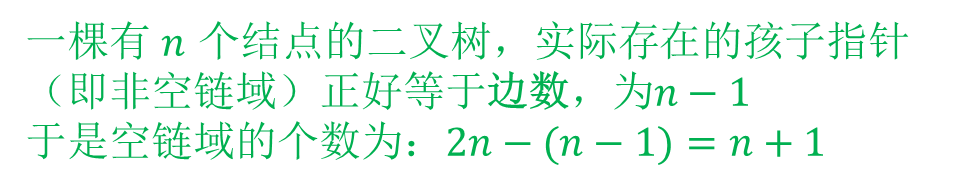 一棵有 n 个结点的二叉树，实际存在的孩子指针
（即非空链域）正好等于边数，为n − 1
于是空链域的个数为：2n − (n − 1) = n + 1